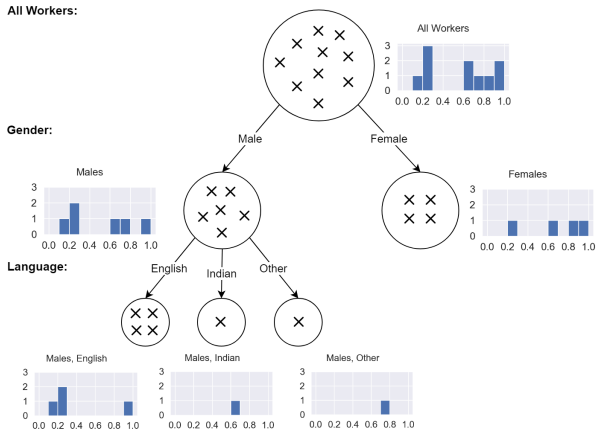 All Workers:
All Workers
3
2
1
0
0.0 0.2 0.4 0.6 0.8 1.0
Gender:
Male
Female
Males
3
2
1
0
0.0 0.2 0.4 0.6 0.8 1.0
Females
3
2
1
0
0.0 0.2 0.4 0.6 0.8 1.0
Language:
English
Indian
Other
Males, English
3
2
1
0
0.0 0.2 0.4 0.6 0.8 1.0
Males, Indian
3
2
1
0
0.0 0.2 0.4 0.6 0.8 1.0
Males, Other
3
2
1
0
0.0 0.2 0.4 0.6 0.8 1.0